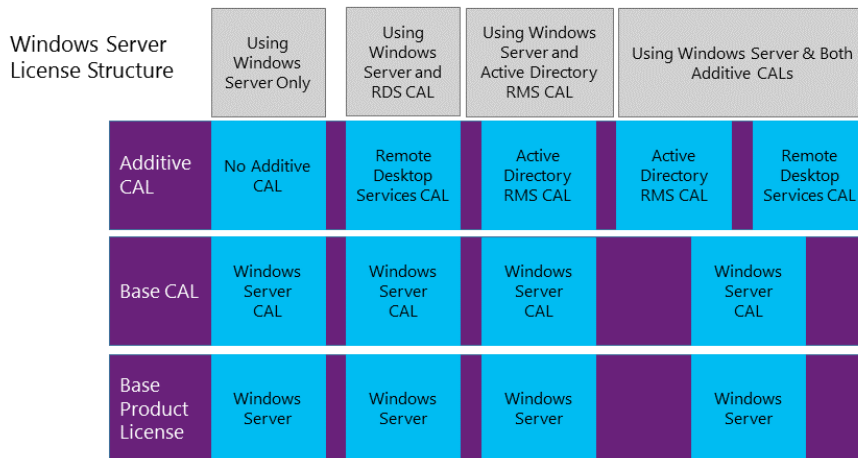 Windows Server
License Structure
Using
Windows
Server Only
Using
Windows
Server and
RDS CAL
Using Windows
Server and
Active Directory
RMS CAL
Using Windows Server & Both
Additive CALs
Additive
CAL
No Additive
CAL
Remote
Desktop
Services CAL
Active
Directory
RMS CAL
Active
Directory
RMS CAL
Remote
Desktop
Services CAL
Base CAL
Windows
Server
CAL
Windows
Server
CAL
Windows
Server
CAL
Windows
Server
CAL
Base
Product
License
Windows
Server
Windows
Server
Windows
Server
Windows
Server